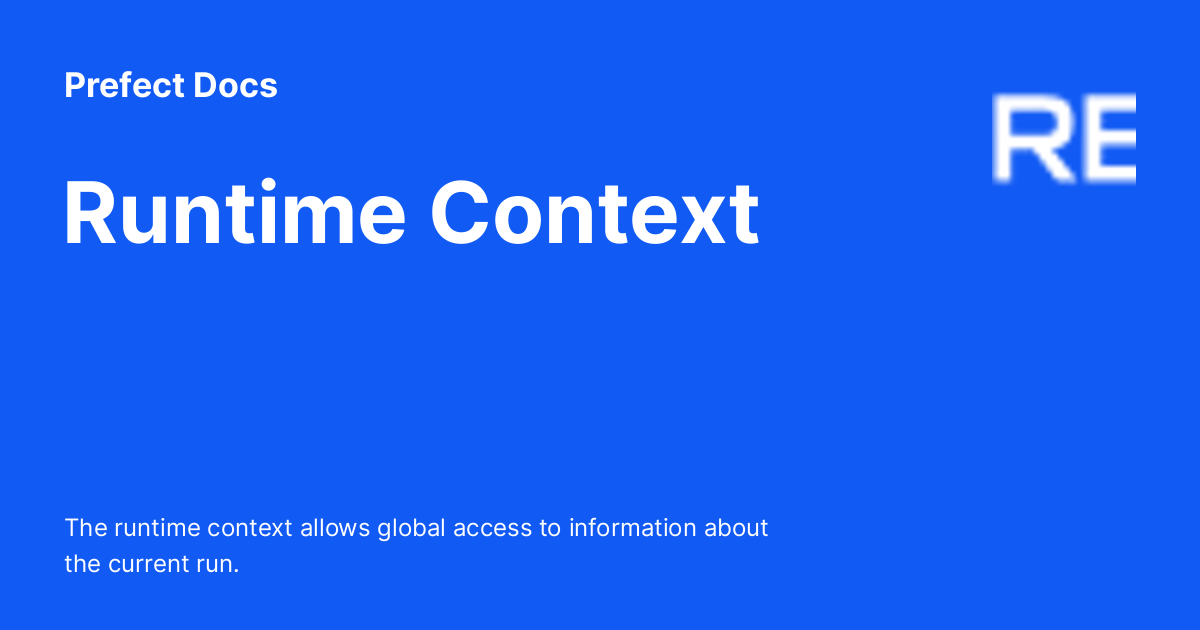 Prefect Docs
RE
Runtime Context
The runtime context allows global access to information about
the current run.